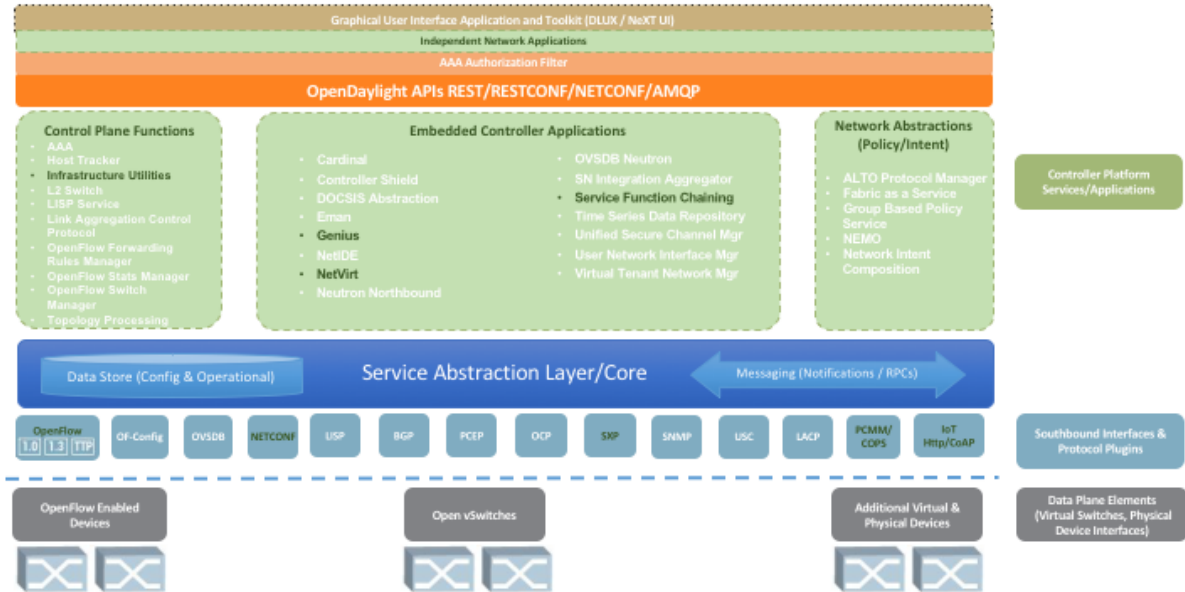 Graphical User Interface Application and Toolkit (DLUX / NeXT UI)
Independent Network Applications
AAA Authorization Filter
OpenDaylight APIs REST/RESTCONF/NETCONF/AMQP
Control Plane Functions
• AAA
• Host Tracker
• Infrastructure Utilities
• L2 Switch
• LISP Service
• Link Aggregation Control
Protocol
• OpenFlow Forwarding
Rules Manager
• OpenFlow Stats Manager
• OpenFlow Switch
Manager
• Topology Processing
Embedded Controller Applications
• Cardinal
• Controller Shield
• DOCSIS Abstraction
• Eman
• Genius
• NetIDE
• NetVirt
• Neutron Northbound
• OVSDB Neutron
• SN Integration Aggregator
• Service Function Chaining
• Time Series Data Repository
• Unified Secure Channel Mgr
• User Network Interface Mgr
• Virtual Tenant Network Mgr
Network Abstractions
(Policy/Intent)
• ALTO Protocol Manager
• Fabric as a Service
• Group Based Policy
Service
• NEMO
• Network Intent
Composition
Controller Platform
Services/Applications
Data Store (Config & Operational)
Service Abstraction Layer/Core
Messaging (Notifications / RPCs)
OpenFlow
1.0 1.3 TTP
OF-Config
OVSDB
NETCONF
LISP
BGP
PCEP
OCP
SXP
SNMP
USC
LACP
PCMM/
COPS
IoT
Http/CoAP
Southbound Interfaces &
Protocol Plugins
OpenFlow Enabled
Devices
Open vSwitches
Additional Virtual &
Physical Devices
Data Plane Elements
(Virtual Switches, Physical
Device Interfaces)